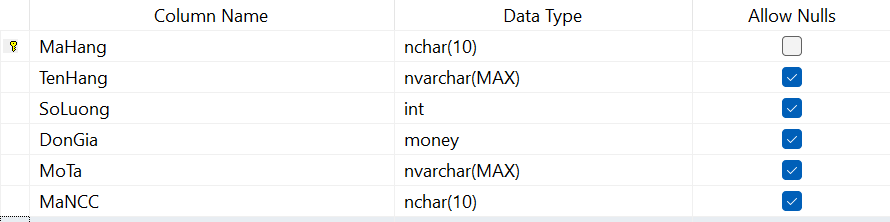 Column Name Data Type Allow Nulls
MaHang nchar(10)
TenHang nvarchar(MAX)
SoLuong int
DonGia money
MoTa nvarchar(MAX)
MaNCC nchar(10)